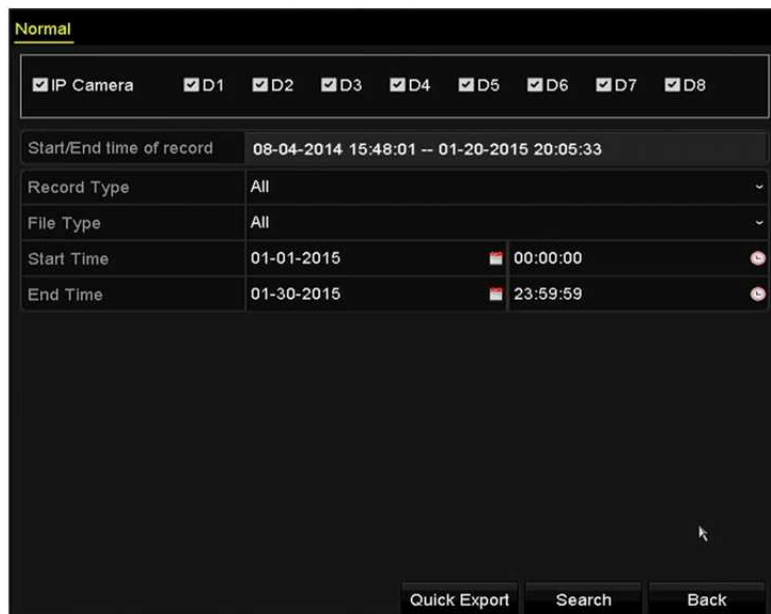 Normal
IP Camera D1 D2 D3 D4 D5 D6 D7 D8
Start/End time of record 08-04-2014 15:48:01 -- 01-20-2015 20:05:33
Record Type All
File Type All
Start Time 01-01-2015 00:00:00
End Time 01-30-2015 23:59:59
Quick Export Search Back